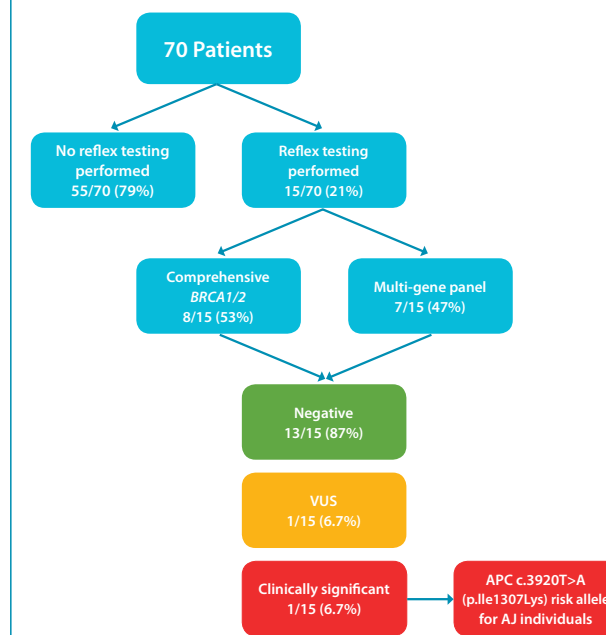 70 Patients
No reflex testing
performed
55/70 (79%)
Reflex testing
performed
15/70 (21%)
Comprehensive
BRCA1/2
8/15 (53%)
Multi-gene panel
7/15 (47%)
Negative
13/15 (87%)
VUS
1/15 (6.7%)
Clinically significant
1/15 (6.7%)
APC c.3920T>A
(p.Ile1307Lys) risk allele
for AJ individuals